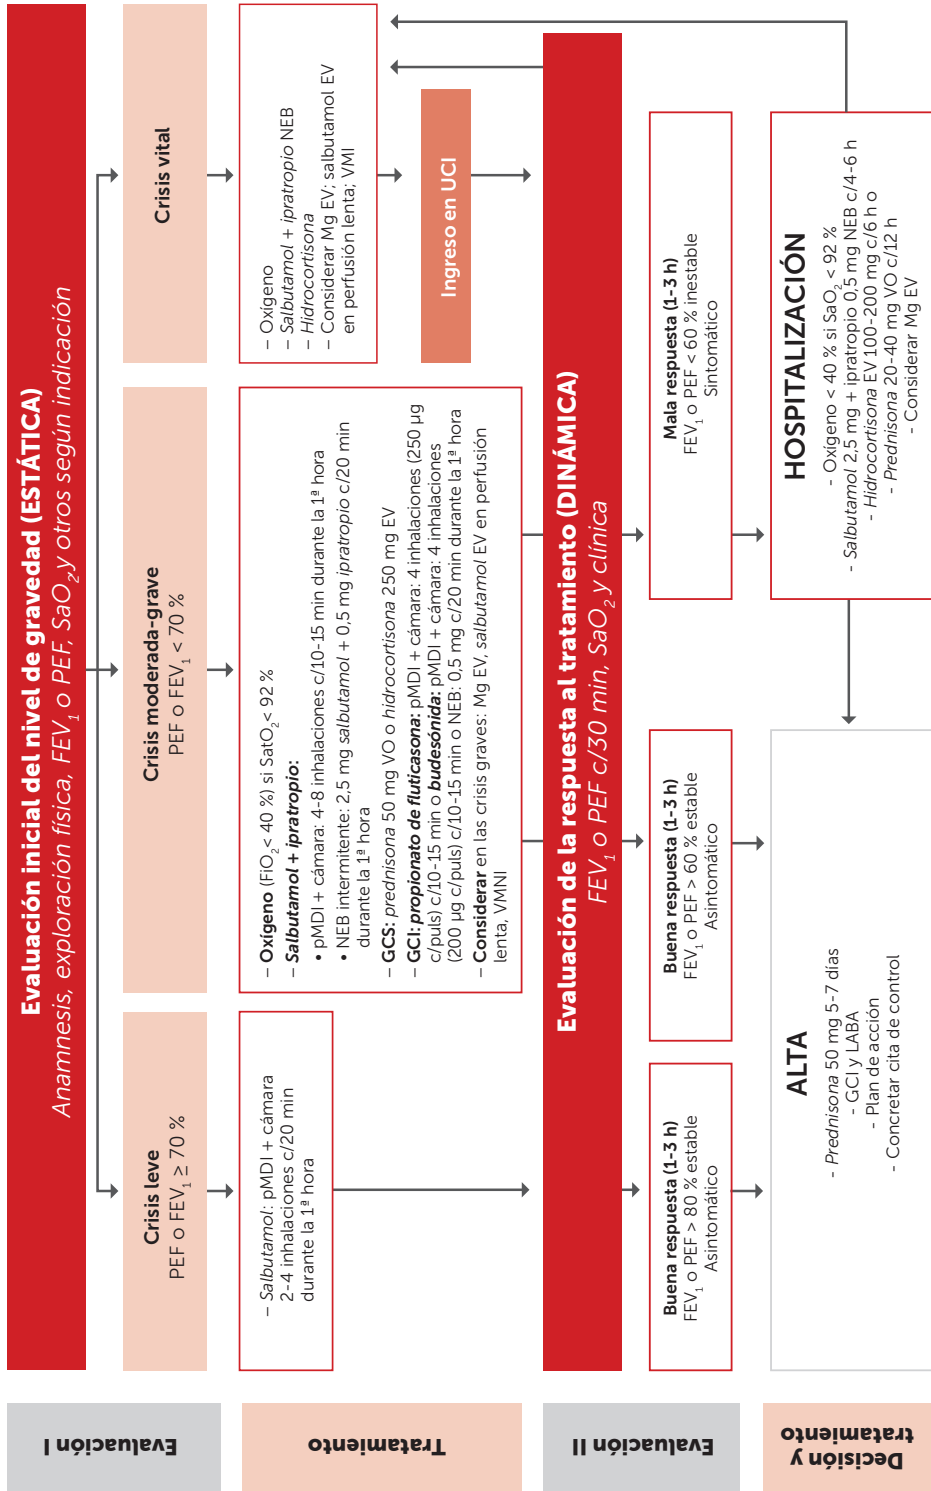 Evaluación I
Evaluación inicial del nivel de gravedad (ESTÁTICA)
Anamnesis, exploración física, FEV₁ o PEF, SaO₂ y otros según indicación
Crisis leve
PEF o FEV₁ ≥ 70 %
Crisis moderada-grave
PEF o FEV₁ < 70 %
Crisis vital
Tratamiento
– Salbutamol: pMDI + cámara
2-4 inhalaciones c/20 min
durante la 1ª hora
– Oxígeno (FiO₂< 40 %) si SatO₂< 92 %
– Salbutamol + ipratropio:
• pMDI + cámara: 4-8 inhalaciones c/10-15 min durante la 1ª hora
• NEB intermitente: 2,5 mg salbutamol + 0,5 mg ipratropio c/20 min
durante la 1ª hora
– GCS: prednisona 50 mg VO o hidrocortisona 250 mg EV
– GCI: propionato de fluticasona: pMDI + cámara: 4 inhalaciones (250 µg
c/puls) c/10-15 min o budesónida: pMDI + cámara: 4 inhalaciones
(200 µg c/puls) c/10-15 min o NEB: 0,5 mg c/20 min durante la 1ª hora
– Considerar en las crisis graves: Mg EV, salbutamol EV en perfusión
lenta, VMNI
– Oxígeno
– Salbutamol + ipratropio NEB
– Hidrocortisona
– Considerar Mg EV; salbutamol EV
en perfusión lenta; VMI
Ingreso en UCI
Evaluación II
Evaluación de la respuesta al tratamiento (DINÁMICA)
FEV₁ o PEF c/30 min, SaO₂ y clínica
Buena respuesta (1-3 h)
FEV₁ o PEF > 80 % estable
Asintomático
Buena respuesta (1-3 h)
FEV₁ o PEF > 60 % estable
Asintomático
Mala respuesta (1-3 h)
FEV₁ o PEF < 60 % inestable
Sintomático
Decisión y
tratamiento
ALTA
- Prednisona 50 mg 5-7 días
- GCI y LABA
- Plan de acción
- Concretar cita de control
HOSPITALIZACIÓN
- Oxígeno < 40 % si SaO₂ < 92 %
- Salbutamol 2,5 mg + ipratropio 0,5 mg NEB c/4-6 h
- Hidrocortisona EV 100-200 mg c/6 h o
- Prednisona 20-40 mg VO c/12 h
- Considerar Mg EV